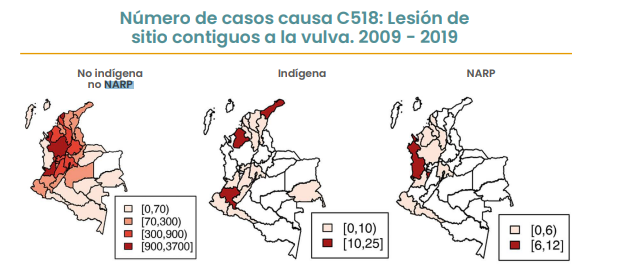 Número de casos causa C518: Lesión de
sitio contiguos a la vulva. 2009 - 2019
No indígena
no NARP
Indígena
NARP
[0,70)
[70,300)
[300,900)
[900,3700]
[0,10)
[10,25]
[0,6)
[6,12]